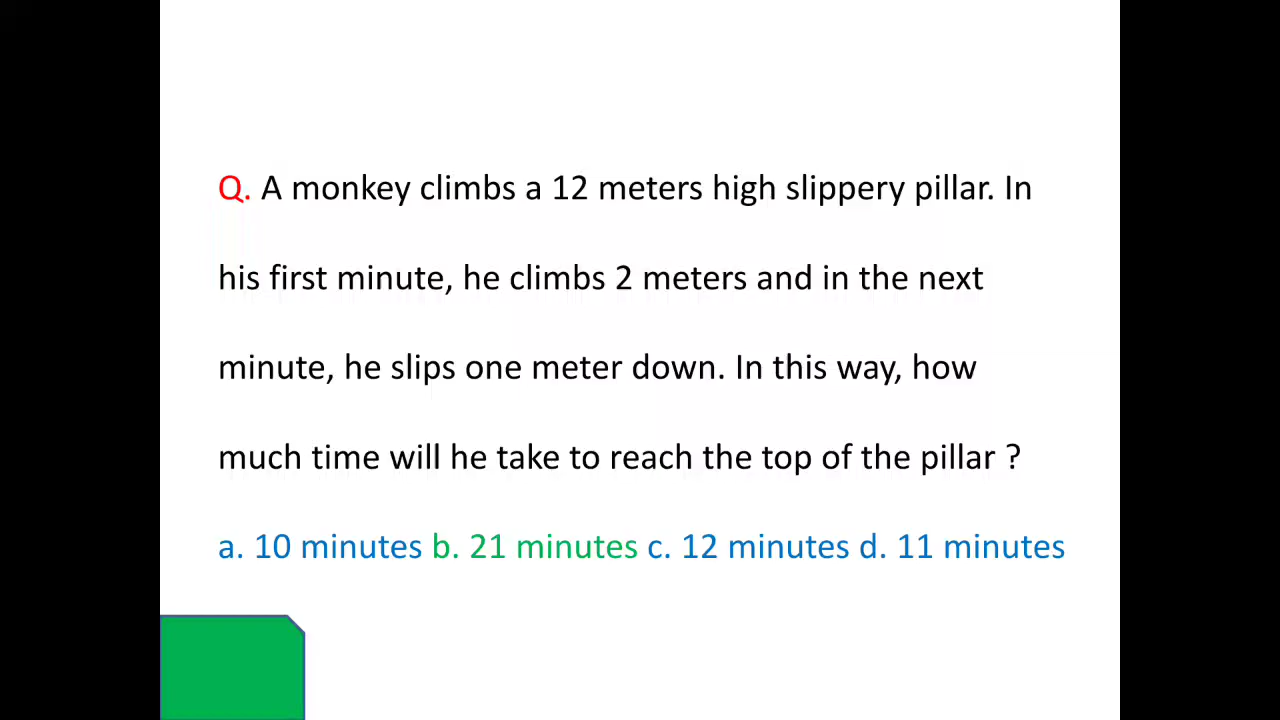 Q. A monkey climbs a 12 meters high slippery pillar. In
his first minute, he climbs 2 meters and in the next
minute, he slips one meter down. In this way, how
much time will he take to reach the top of the pillar ?
a. 10 minutes b. 21 minutes c. 12 minutes d. 11 minutes